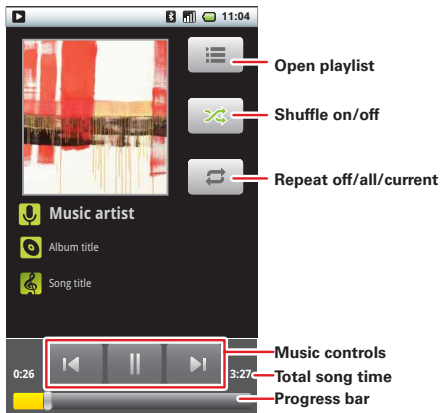 11:04
Open playlist
Shuffle on/off
Repeat off/all/current
Music artist
Album title
Song title
Music controls
0:26
3:27
Total song time
Progress bar